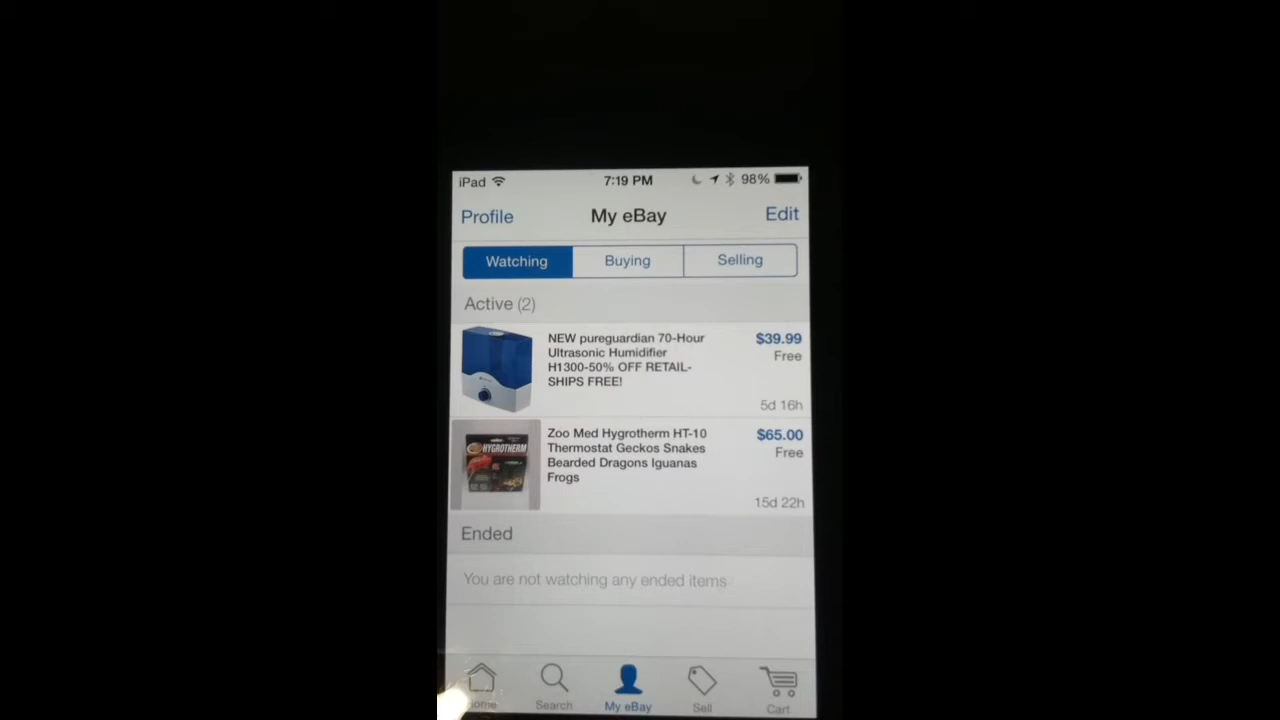 iPad 7:19 PM 98%
Profile My eBay Edit
Watching Buying Selling
Active (2)
NEW pureguardian 70-Hour $39.99
Ultrasonic Humidifier Free
H1300-50% OFF RETAIL-
SHIPS FREE!
5d 16h
HYGROTHERM
Zoo Med Hygrotherm HT-10 $65.00
Thermostat Geckos Snakes Free
Bearded Dragons Iguanas
Frogs
15d 22h
Ended
You are not watching any ended items
Home Search My eBay Sell Cart